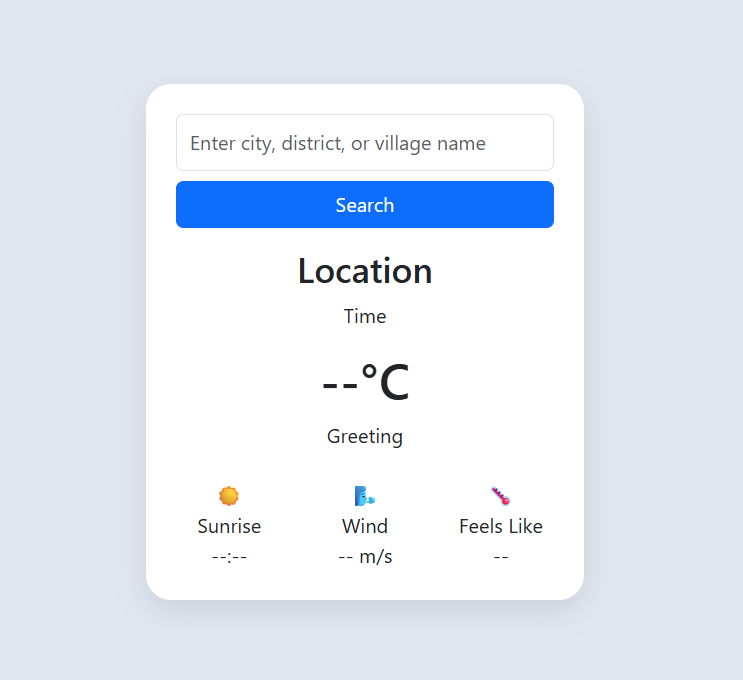 Enter city, district, or village name
Search
Location
Time
--°C
Greeting
Sunrise Wind Feels Like
--:-- -- m/s --